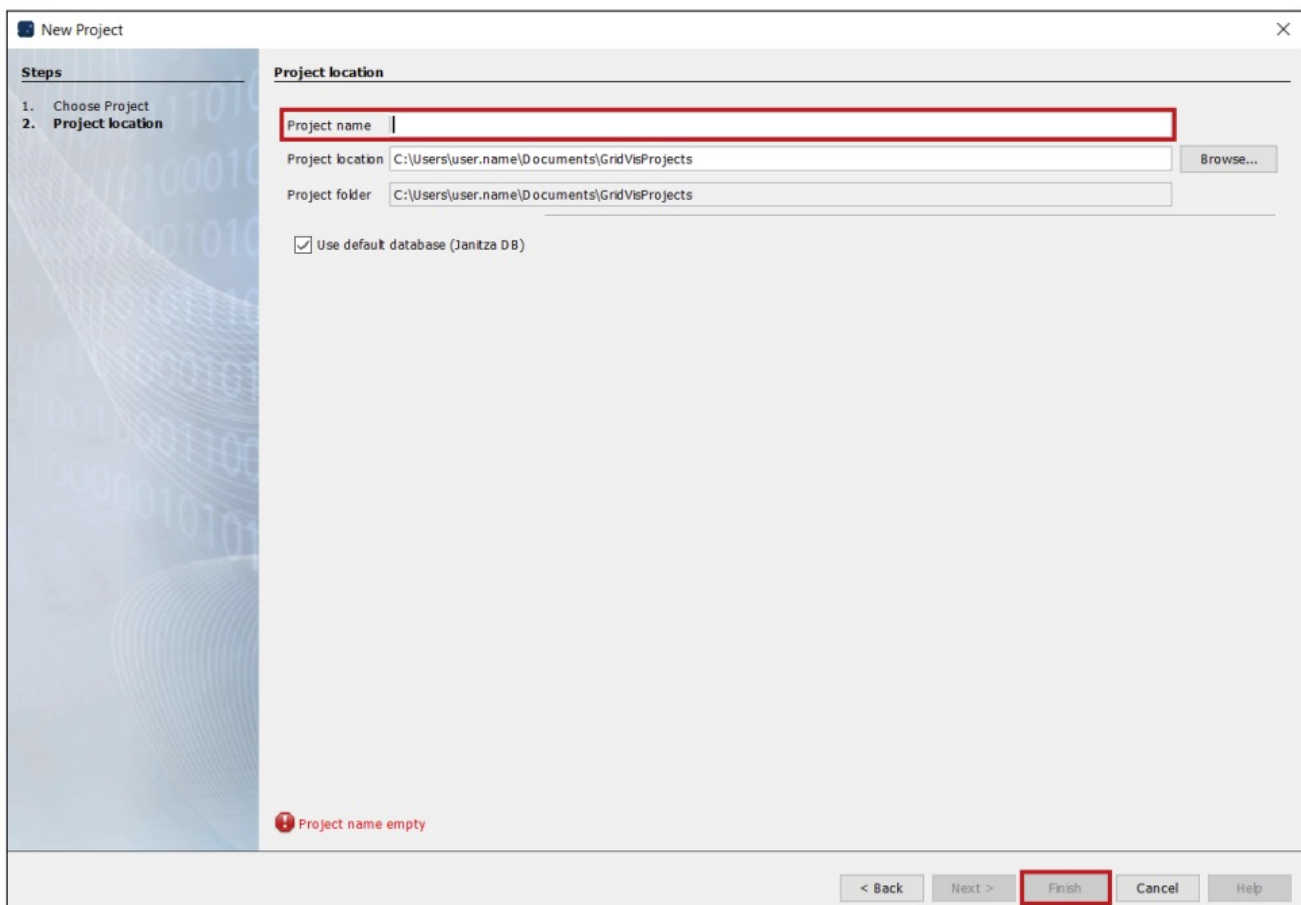 New Project
Steps
1. Choose Project
2. Project location
Project location
Project name
Project location C:\Users\user.name\Documents\GridVisProjects Browse...
Project folder C:\Users\user.name\Documents\GridVisProjects
Use default database (Janitza DB)
Project name empty
< Back Next > Finish Cancel Help